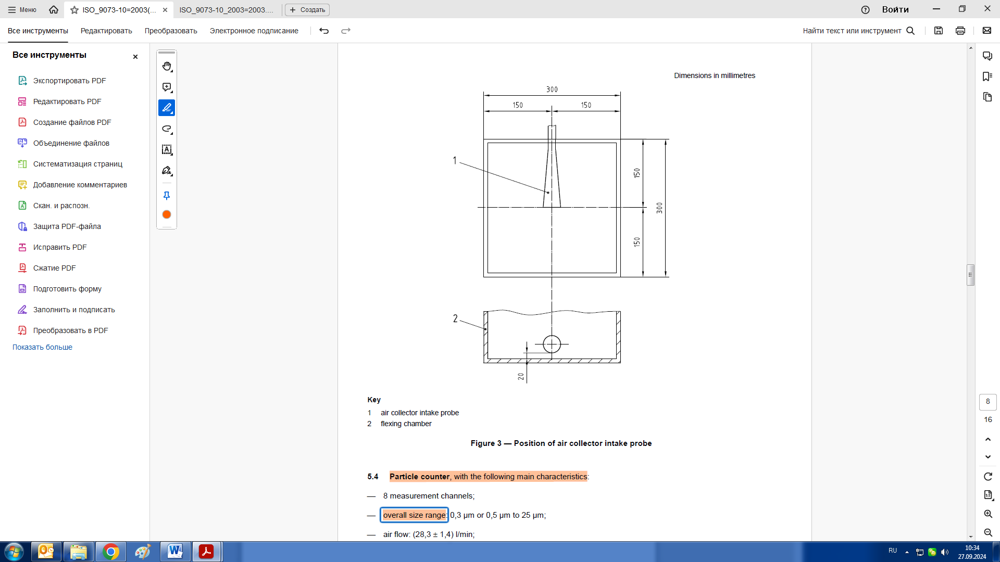 Меню
ISO_9073-10=2003(...
ISO_9073-10_2003=2003....
Создать
Войти
Все инструменты
Редактировать
Преобразовать
Электронное подписание
Найти текст или инструмент
Все инструменты
Экспортировать PDF
Редактировать PDF
Создание файлов PDF
Объединение файлов
Систематизация страниц
Добавление комментариев
Скан. и распозн.
Защита PDF-файла
Исправить PDF
Сжатие PDF
Подготовить форму
Заполнить и подписать
Преобразовать в PDF
Показать больше
Dimensions in millimetres
300
150
150
1
150
300
150
2
20
Key
1 air collector intake probe
2 flexing chamber
Figure 3 — Position of air collector intake probe
5.4 Particle counter, with the following main characteristics:
— 8 measurement channels;
— overall size range: 0,3 µm or 0,5 µm to 25 µm;
— air flow: (28,3 ± 1,4) l/min;
8
16
RU
10:34
27.09.2024